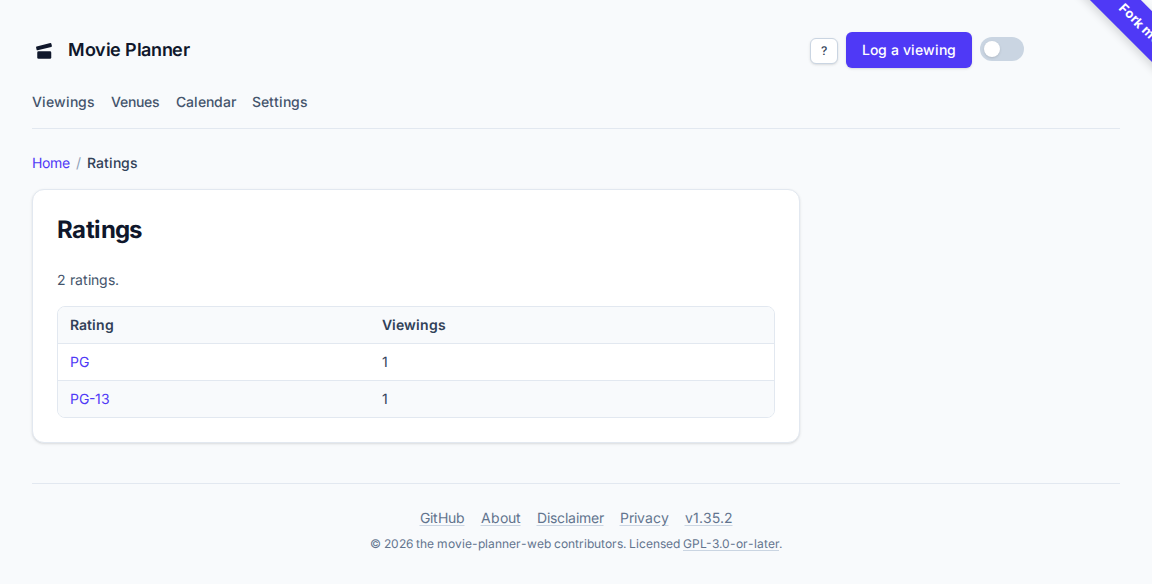 Movie Planner
? Log a viewing
Fork m
Viewings Venues Calendar Settings
Home / Ratings
Ratings
2 ratings.
Rating Viewings
PG 1
PG-13 1
GitHub About Disclaimer Privacy v1.35.2
© 2026 the movie-planner-web contributors. Licensed GPL-3.0-or-later.